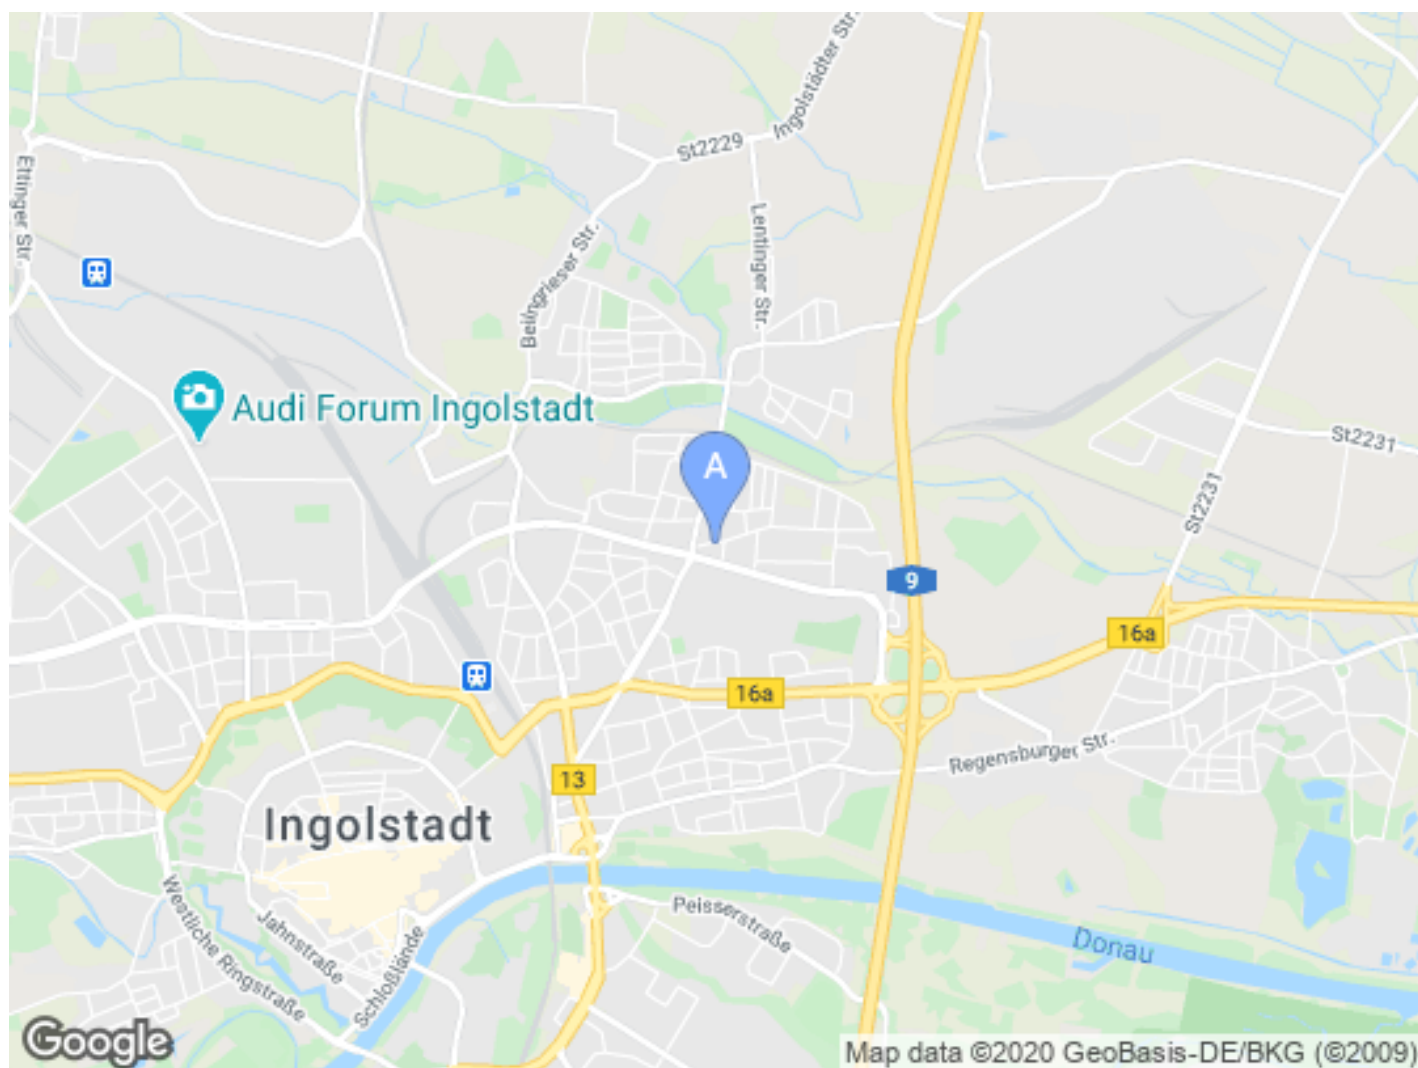 Ingolstädter Str.
St2229
Ettinger Str.
Lentinger Str.
Beilngrieser Str.
Audi Forum Ingolstadt
St2231
A
St2231
9
16a
16a
Regensburger Str.
13
Ingolstadt
Peisserstraße
Westliche Ringstraße
Jahnstraße
Schloßlände
Donau
Google
Map data ©2020 GeoBasis-DE/BKG (©2009)